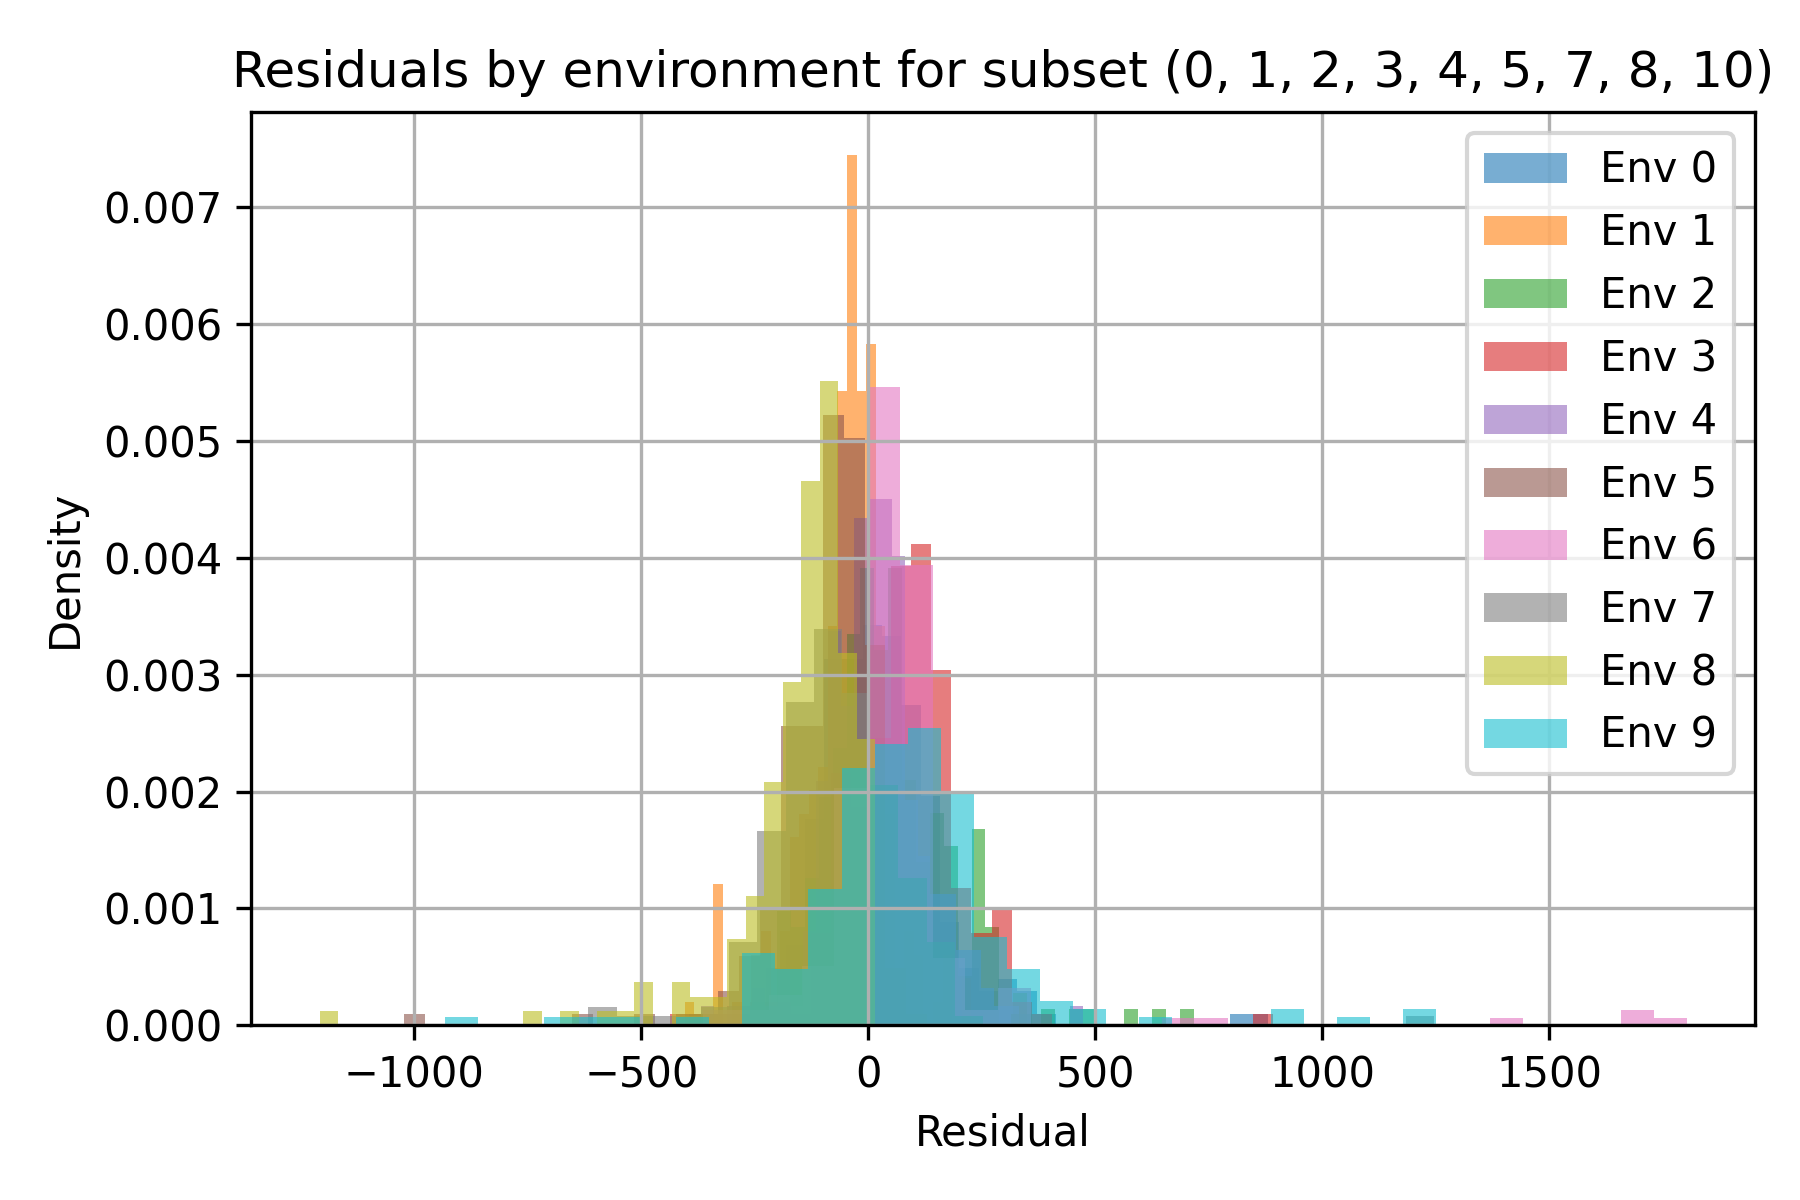 Residuals by environment for subset (0, 1, 2, 3, 4, 5, 7, 8, 10)
Env 0
Env 1
Env 2
Env 3
Env 4
Env 5
Env 6
Env 7
Env 8
Env 9
0.007
0.006
0.005
0.004
0.003
0.002
0.001
0.000
Density
−1000
−500
0
500
1000
1500
Residual